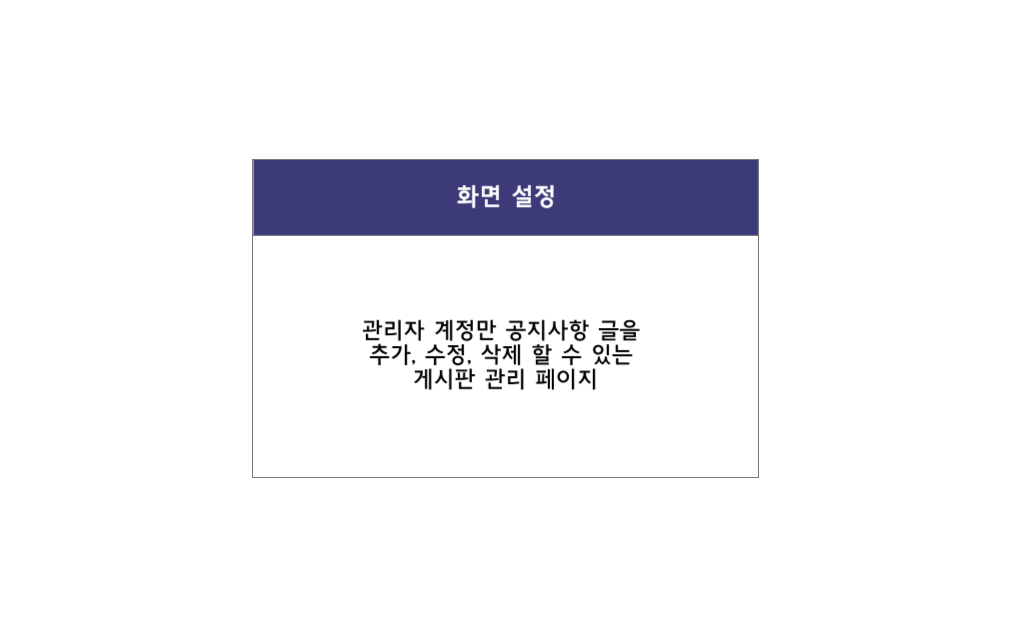 화면 설정
관리자 계정만 공지사항 글을
추가, 수정, 삭제 할 수 있는
게시판 관리 페이지